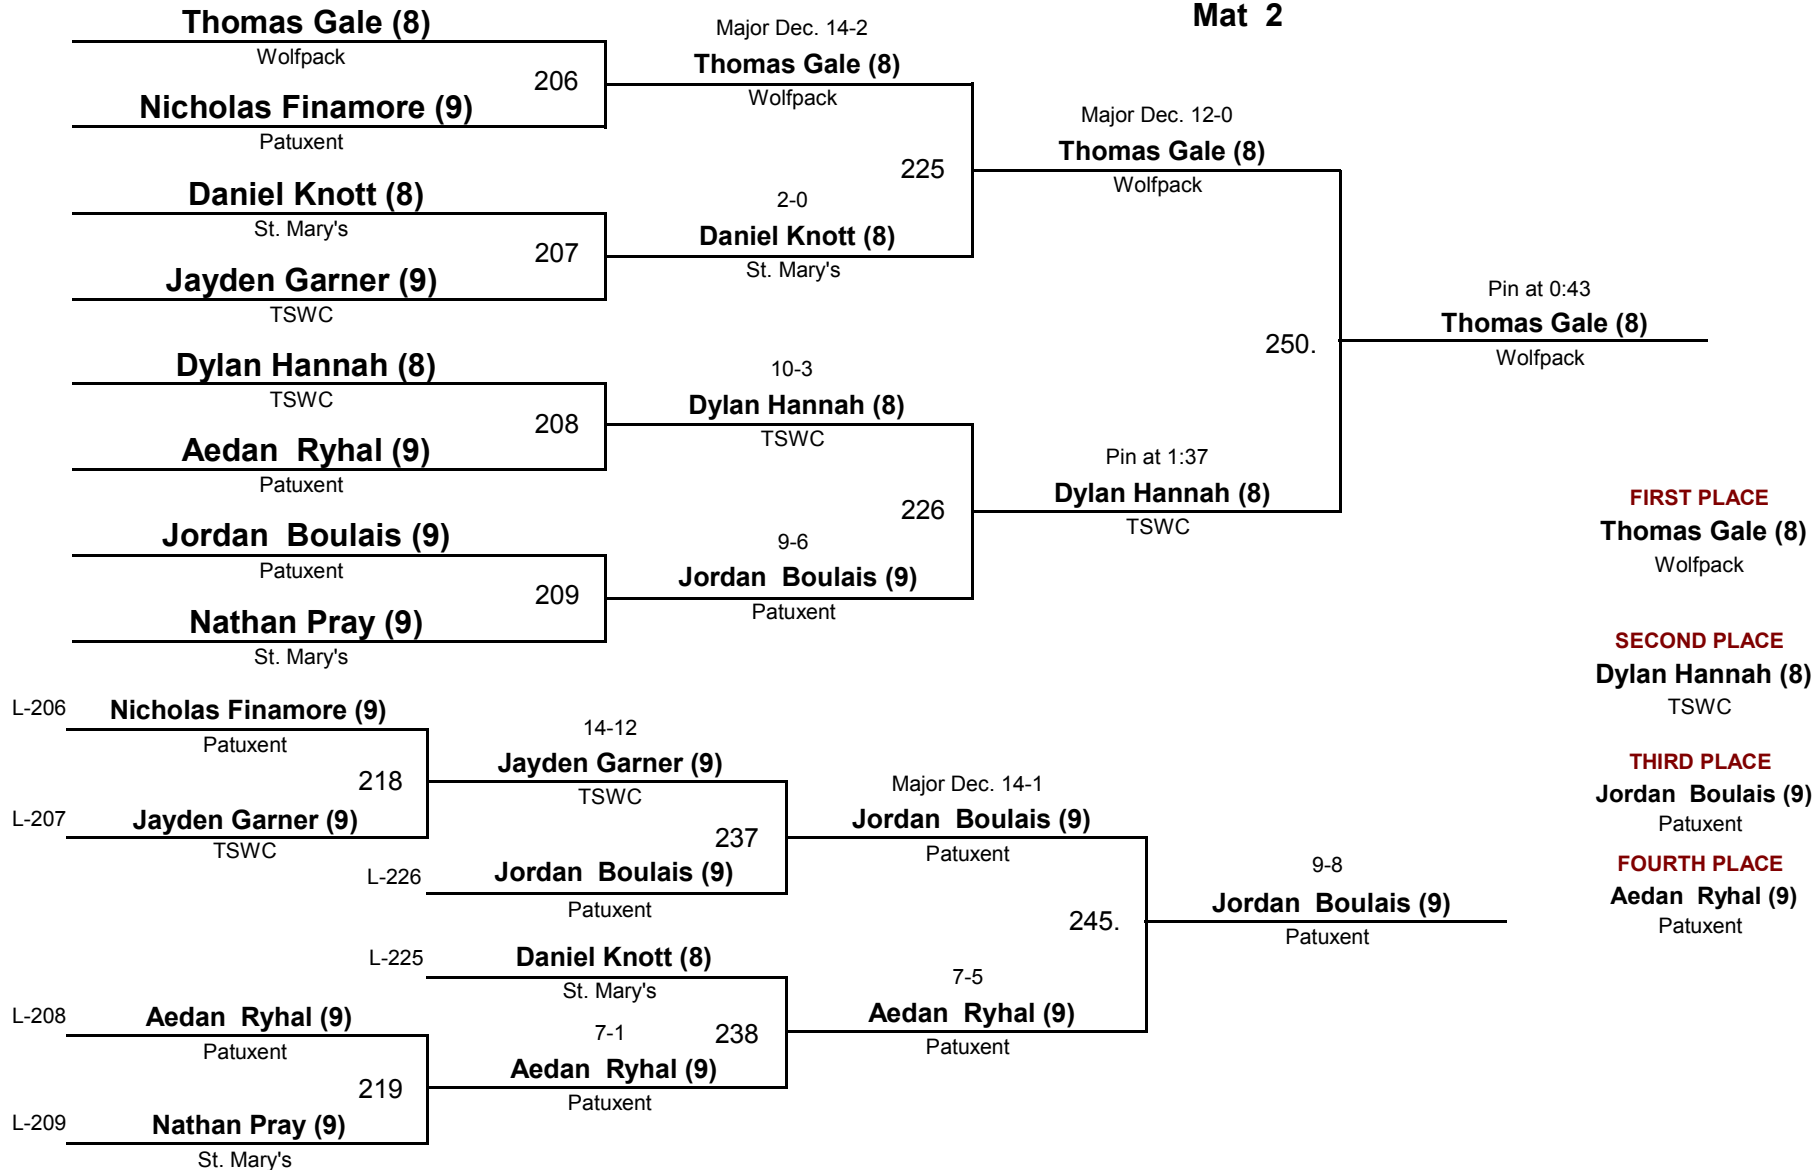 Mat 2
Thomas Gale (8)
Wolfpack
206
Nicholas Finamore (9)
Patuxent
Daniel Knott (8)
St. Mary's
207
Jayden Garner (9)
TSWC
Dylan Hannah (8)
TSWC
208
Aedan Ryhal (9)
Patuxent
Jordan Boulais (9)
Patuxent
209
Nathan Pray (9)
St. Mary's
Major Dec. 14-2
Thomas Gale (8)
Wolfpack
225
2-0
Daniel Knott (8)
St. Mary's
10-3
Dylan Hannah (8)
TSWC
226
9-6
Jordan Boulais (9)
Patuxent
Major Dec. 12-0
Thomas Gale (8)
Wolfpack
250.
Pin at 1:37
Dylan Hannah (8)
TSWC
Pin at 0:43
Thomas Gale (8)
Wolfpack
L-206
Nicholas Finamore (9)
Patuxent
218
L-207
Jayden Garner (9)
TSWC
14-12
Jayden Garner (9)
TSWC
237
L-226
Jordan Boulais (9)
Patuxent
L-225
Daniel Knott (8)
St. Mary's
238
L-208
Aedan Ryhal (9)
Patuxent
219
L-209
Nathan Pray (9)
St. Mary's
7-1
Aedan Ryhal (9)
Patuxent
Major Dec. 14-1
Jordan Boulais (9)
Patuxent
245.
7-5
Aedan Ryhal (9)
Patuxent
9-8
Jordan Boulais (9)
Patuxent
FIRST PLACE
Thomas Gale (8)
Wolfpack
SECOND PLACE
Dylan Hannah (8)
TSWC
THIRD PLACE
Jordan Boulais (9)
Patuxent
FOURTH PLACE
Aedan Ryhal (9)
Patuxent